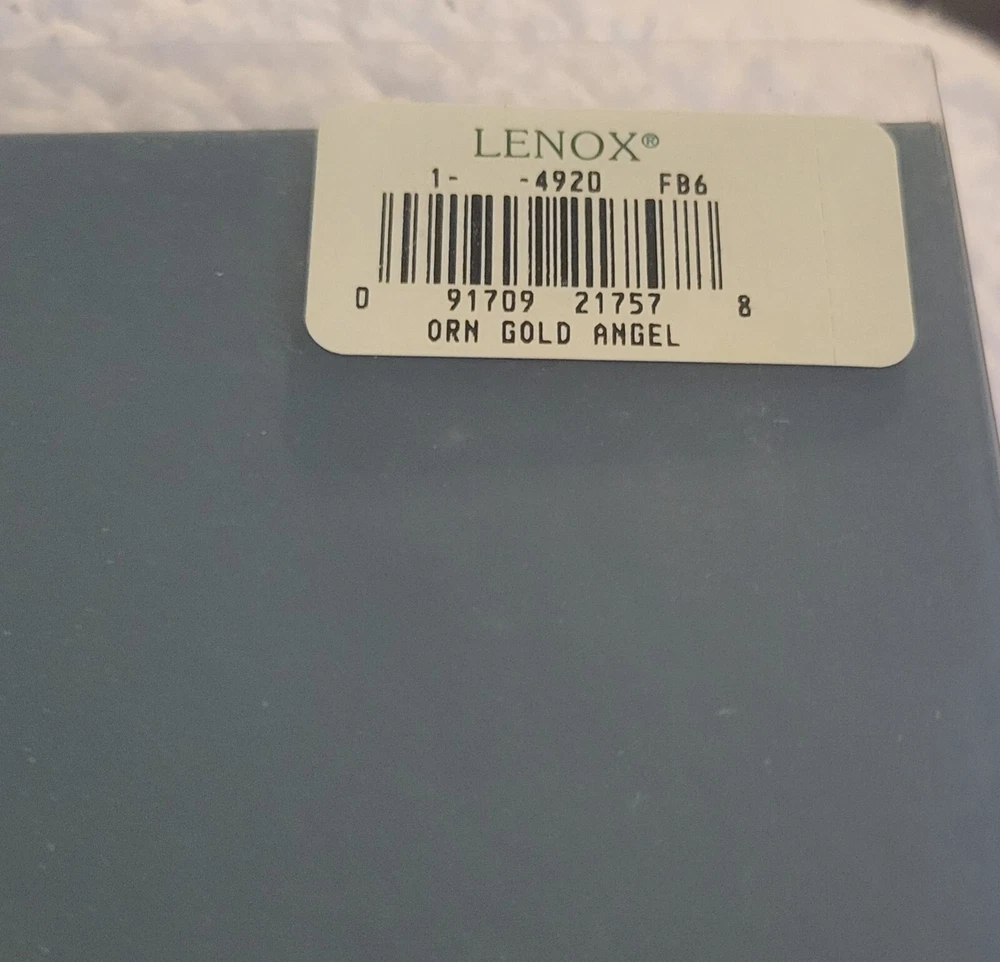 LENOX®
1- -4920 FB6
0 91709 21757 8
ORN GOLD ANGEL